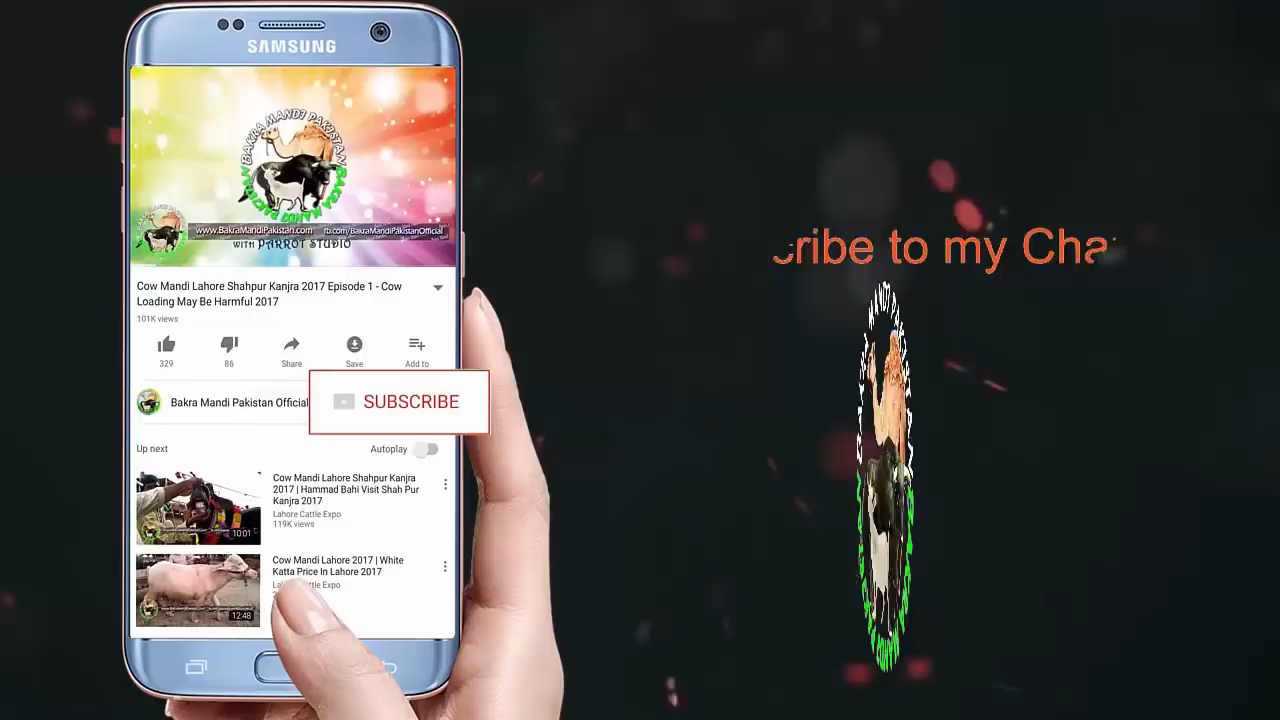 SAMSUNG
BAKRA MANDI PAKISTAN
BAKRA MANDI PAKISTAN
www.BakraMandiPakistan.com fb.com/BakraMandiPakistanOfficial
WITH PARROT STUDIO
Cow Mandi Lahore Shahpur Kanjra 2017 Episode 1 - Cow
Loading May Be Harmful 2017
101K views
329 86 Share Save Add to
Bakra Mandi Pakistan Official
SUBSCRIBE
Up next Autoplay
Cow Mandi Lahore Shahpur Kanjra
2017 | Hammad Bahi Visit Shah Pur
Kanjra 2017
Lahore Cattle Expo
119K views
10:01
Cow Mandi Lahore 2017 | White
Katta Price In Lahore 2017
Expo
12:48
cribe to my Cha